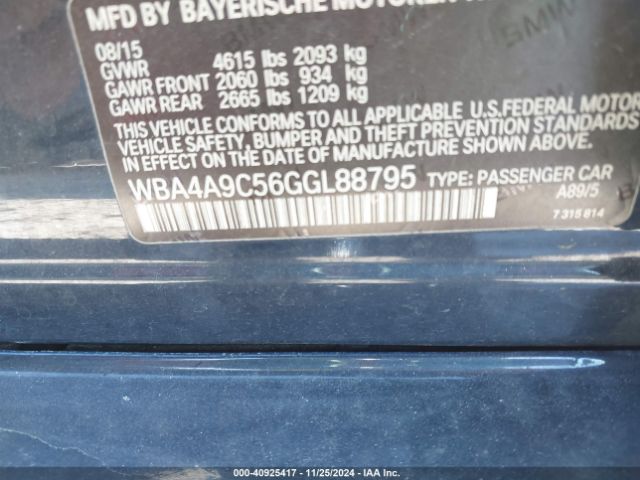 MFD BY BAYERISCHE MOTOREN
08/15
GVWR 4615 lbs 2093 kg
GAWR FRONT 2060 lbs 934 kg
GAWR REAR 2665 lbs 1209 kg
THIS VEHICLE CONFORMS TO ALL APPLICABLE U.S.FEDERAL MOTOR
VEHICLE SAFETY, BUMPER AND THEFT PREVENTION STANDARDS
IN EFFECT ON THE DATE OF MANUFACTURE SHOWN ABOVE.
WBA4A9C56GGL88795 TYPE: PASSENGER CAR
A89/5
7 315 814
000-40925417 - 11/25/2024 - IAA Inc.